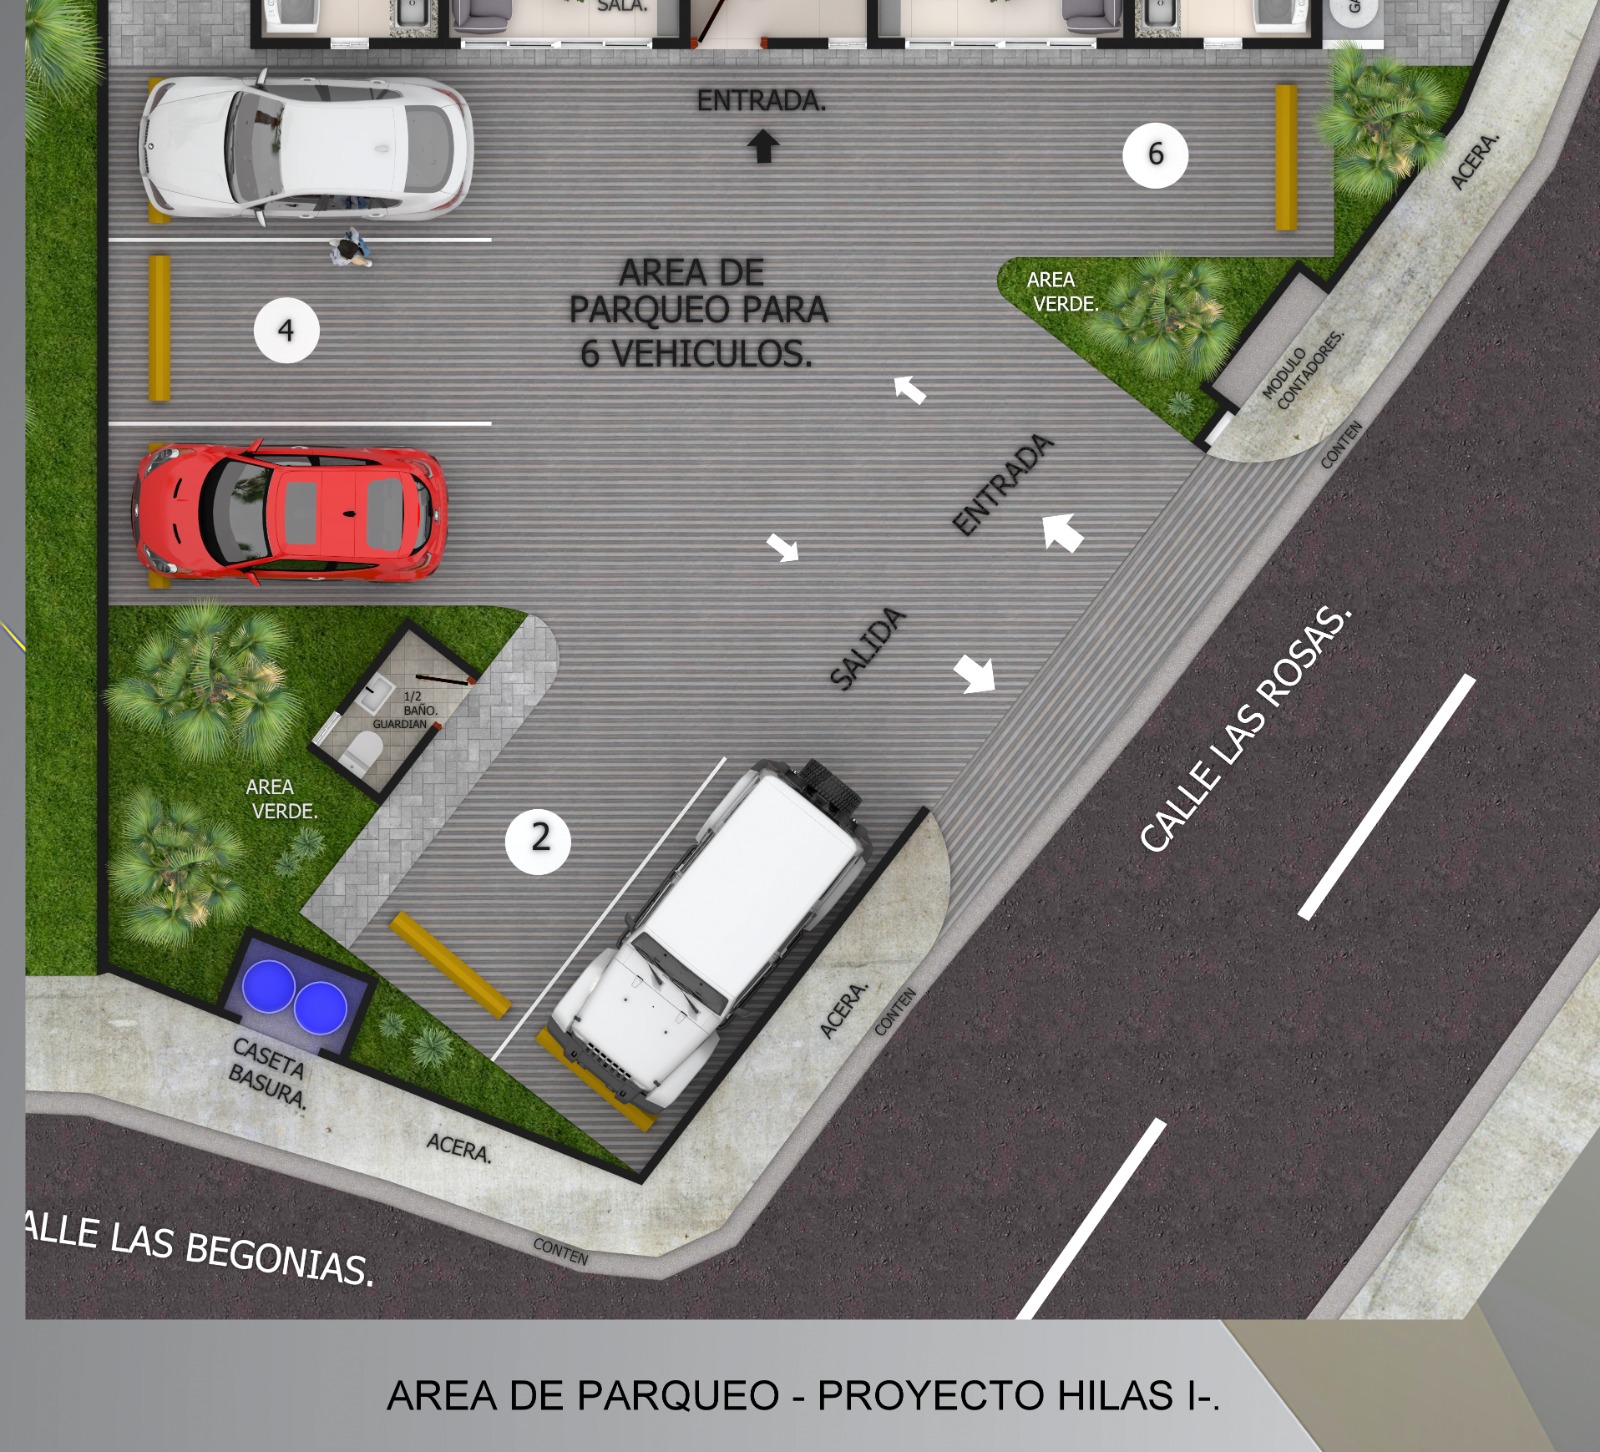 SALA.
ENTRADA.
6
ACERA.
AREA DE
PARQUEO PARA
6 VEHICULOS.
4
AREA
VERDE.
MODULO
CONTADORES.
CONTEN
ENTRADA
SALIDA
CALLE LAS ROSAS.
1/2
BAÑO.
GUARDIAN
AREA
VERDE.
2
ACERA.
CONTEN
CASETA
BASURA.
ACERA.
CONTEN
ALLE LAS BEGONIAS.
AREA DE PARQUEO - PROYECTO HILAS I-.